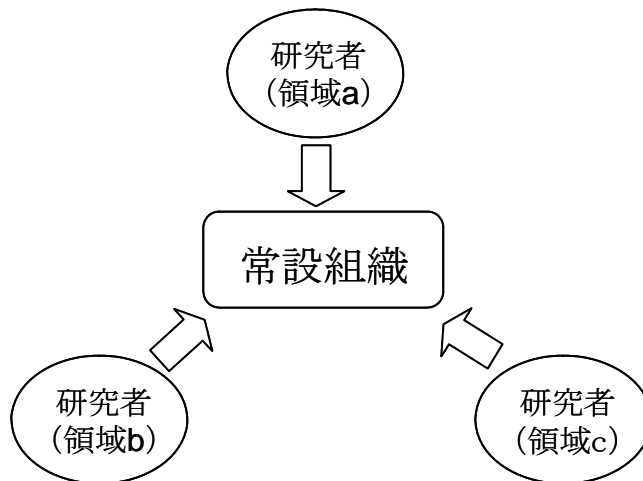 研究者
（領域a）
常設組織
研究者
（領域b）
研究者
（領域c）